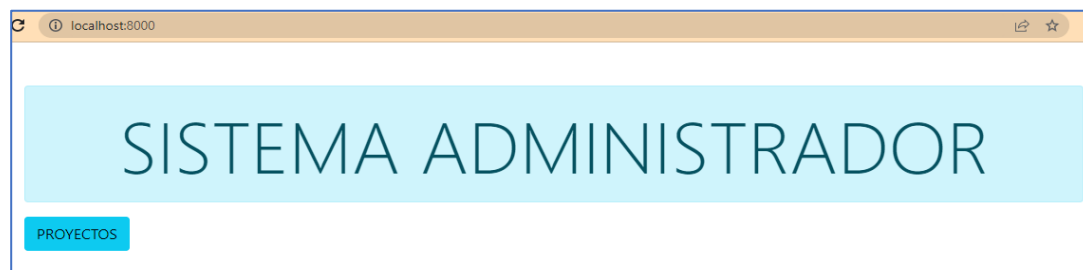 localhost:8000
SISTEMA ADMINISTRADOR
PROYECTOS